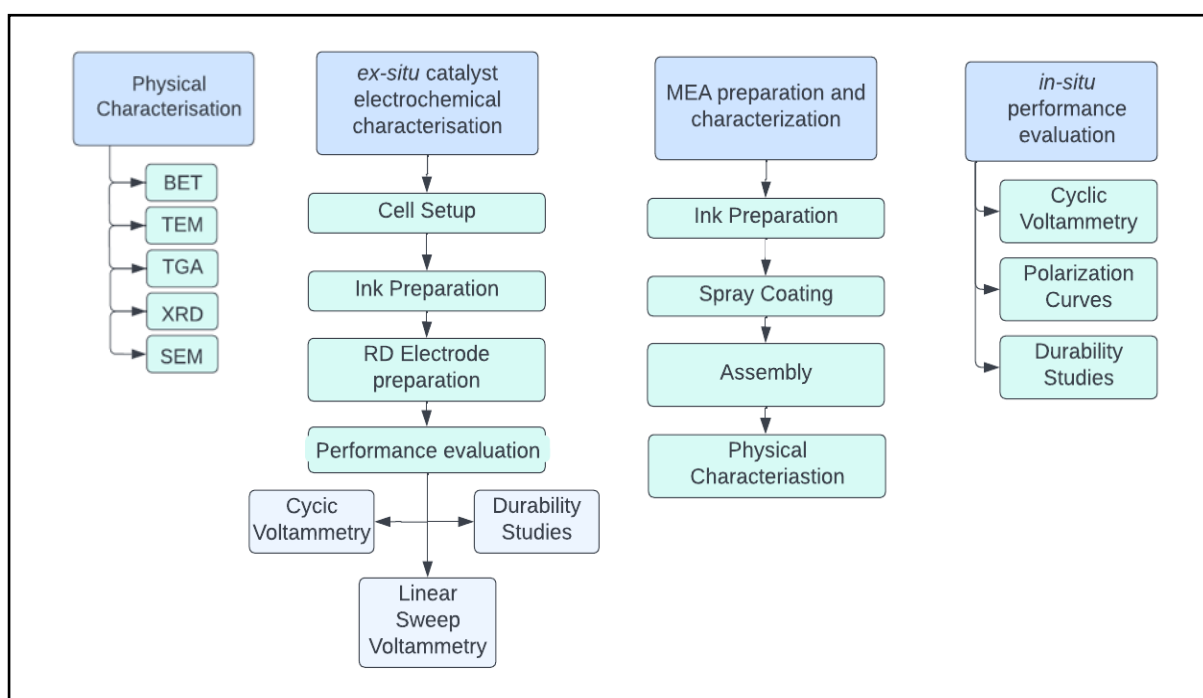 Physical
Characterisation
BET
TEM
TGA
XRD
SEM
ex-situ catalyst
electrochemical
characterisation
Cell Setup
Ink Preparation
RD Electrode
preparation
Performance evaluation
Cycic
Voltammetry
Durability
Studies
Linear
Sweep
Voltammetry
MEA preparation and
characterization
Ink Preparation
Spray Coating
Assembly
Physical
Characteriastion
in-situ
performance
evaluation
Cyclic
Voltammetry
Polarization
Curves
Durability
Studies